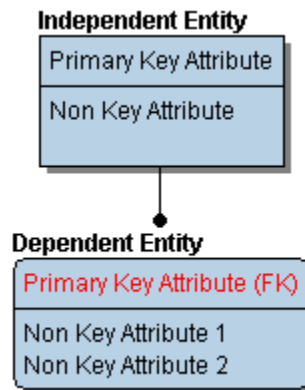 Independent Entity
Primary Key Attribute
Non Key Attribute
Dependent Entity
Primary Key Attribute (FK)
Non Key Attribute 1
Non Key Attribute 2